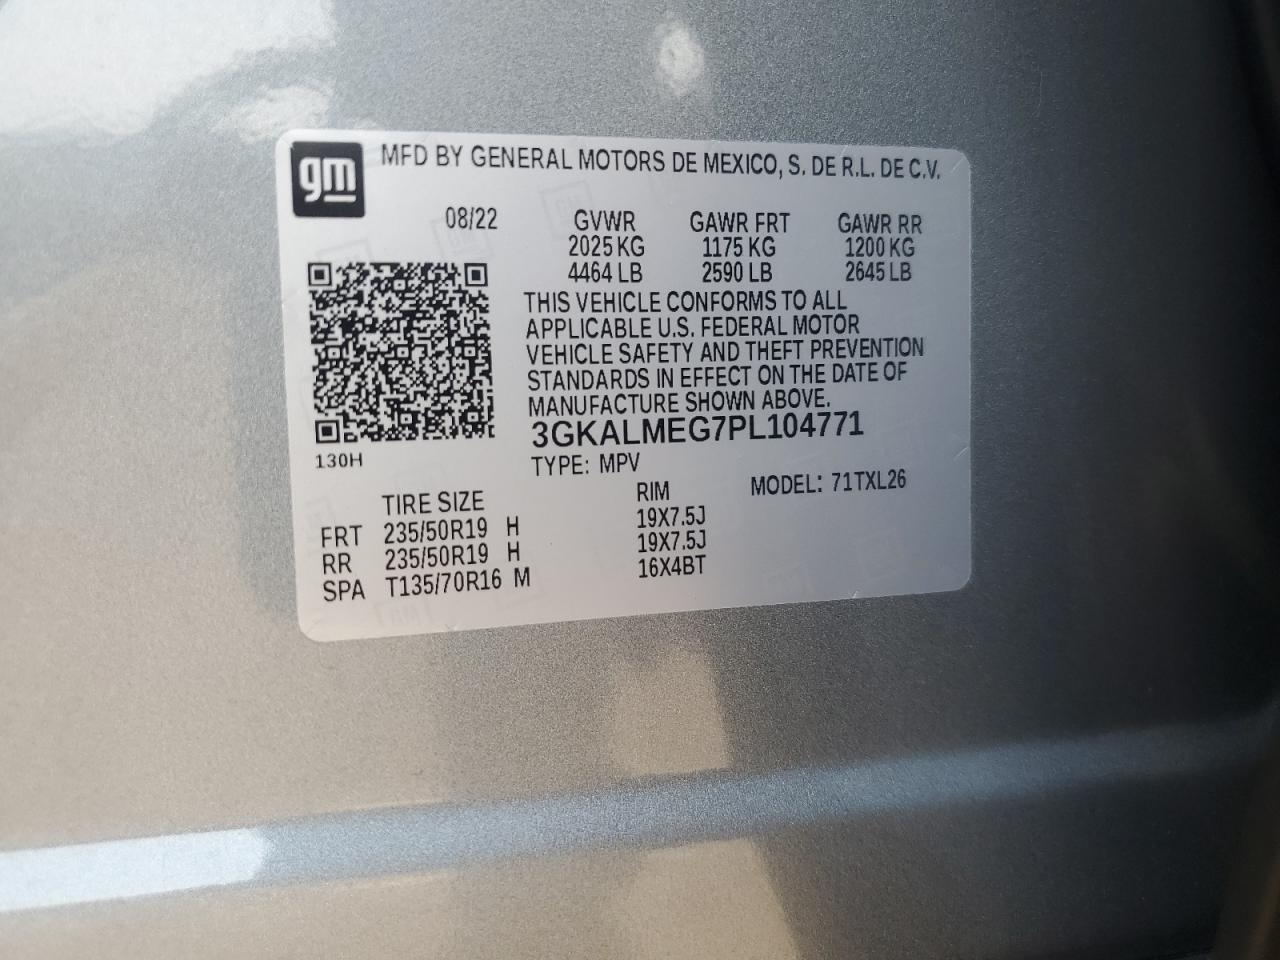 gm MFD BY GENERAL MOTORS DE MEXICO, S. DE R.L. DE C.V.
08/22 GVWR GAWR FRT GAWR RR
2025 KG 1175 KG 1200 KG
4464 LB 2590 LB 2645 LB
THIS VEHICLE CONFORMS TO ALL
APPLICABLE U.S. FEDERAL MOTOR
VEHICLE SAFETY AND THEFT PREVENTION
STANDARDS IN EFFECT ON THE DATE OF
MANUFACTURE SHOWN ABOVE.
3GKALMEG7PL104771
130H
TYPE: MPV MODEL: 71TXL26
TIRE SIZE RIM
FRT 235/50R19 H 19X7.5J
RR 235/50R19 H 19X7.5J
SPA T135/70R16 M 16X4BT